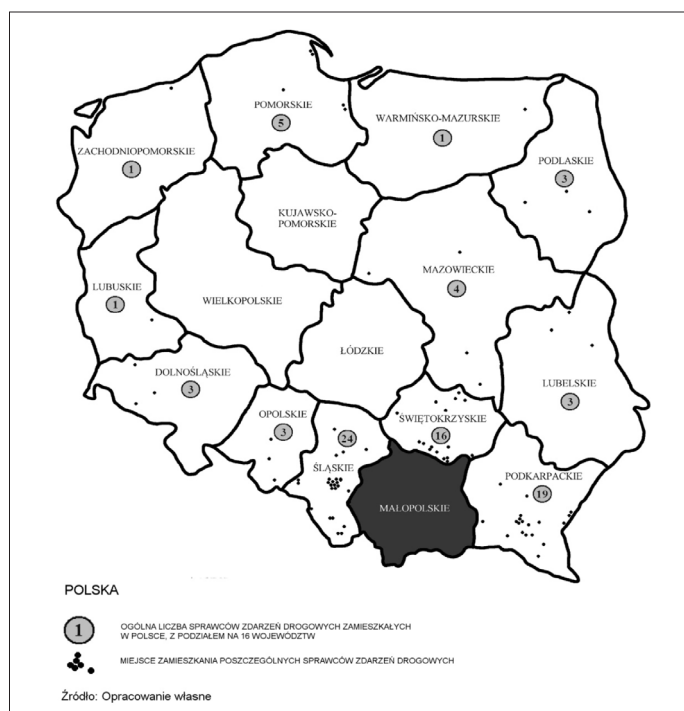 POMORSKIE
5
WARMIŃSKO-MAZURSKIE
1
ZACHODNIOPOMORSKIE
1
PODLASKIE
3
KUJAWSKO-
POMORSKIE
MAZOWIECKIE
4
LUBUSKIE
1
WIELKOPOLSKIE
ŁÓDZKIE
DOLNOŚLĄSKIE
3
LUBELSKIE
3
OPOLSKIE
3
24
ŚLĄSKIE
ŚWIĘTOKRZYSKIE
16
PODKARPACKIE
19
MAŁOPOLSKIE
POLSKA
1
OGÓLNA LICZBA SPRAWCÓW ZDARZEŃ DROGOWYCH ZAMIESZKAŁYCH
W POLSCE, Z PODZIAŁEM NA 16 WOJEWÓDZTW
MIEJSCE ZAMIESZKANIA POSZCZEGÓLNYCH SPRAWCÓW ZDARZEŃ DROGOWYCH
Źródło: Opracowanie własne